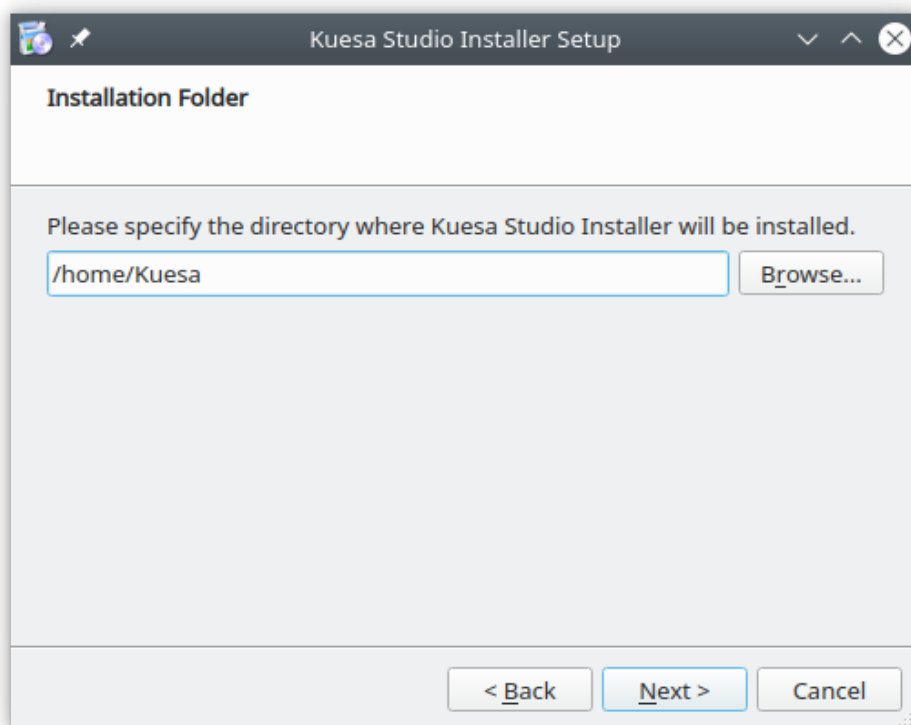 Kuesa Studio Installer Setup
Installation Folder
Please specify the directory where Kuesa Studio Installer will be installed.
/home/Kuesa
Browse...
< Back
Next >
Cancel